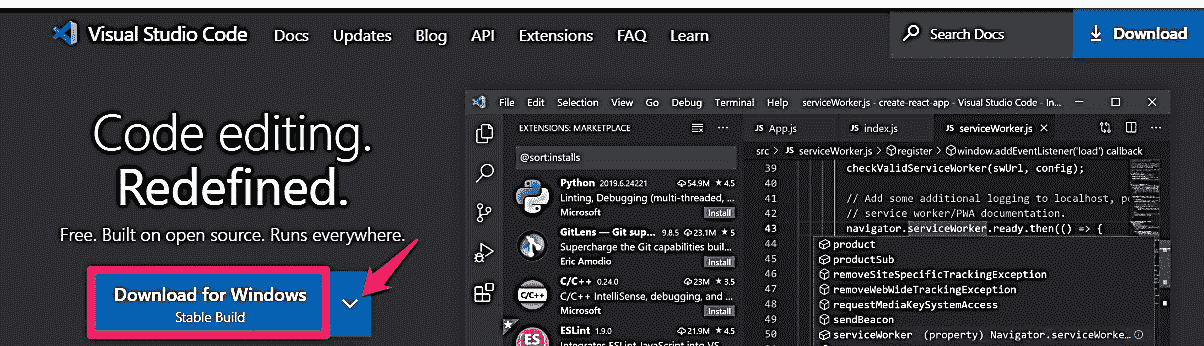 Visual Studio Code Docs Updates Blog API Extensions FAQ Learn Search Docs Download
Code editing.
Redefined.
Free. Built on open source. Runs everywhere.
Download for Windows
Stable Build
File Edit Selection View Go Debug Terminal Help serviceWorker.js - create-react-app - Visual Studio Code - In...
EXTENSIONS: MARKETPLACE
@sort:installs
Python 2019.6.24221 54.9M 4.5
Linting, Debugging (multi-threaded, ...
Microsoft Install
GitLens — Git sup... 9.8.5 23.1M 5
Supercharge the Git capabilities buil...
Eric Amodio Install
C/C++ 0.24.0 23M 3.5
C/C++ IntelliSense, debugging, and ...
Microsoft Install
ESLint 1.9.0 21.9M 4.5
Integrates ESLint JavaScript into VS
JS App.js JS index.js JS serviceWorker.js
src > JS serviceWorker.js > register > window.addEventListener('load') callback
39 checkValidServiceWorker(swUrl, config);
40
41 // Add some additional logging to localhost, p
42 // service worker/PWA documentation.
43 navigator.serviceWorker.ready.then(() => {
44 product
45 productSub
46 removeSiteSpecificTrackingException
47 removeWebWideTrackingException
48 requestMediaKeySystemAccess
49 sendBeacon
50 serviceWorker (property) Navigator.serviceWorke...